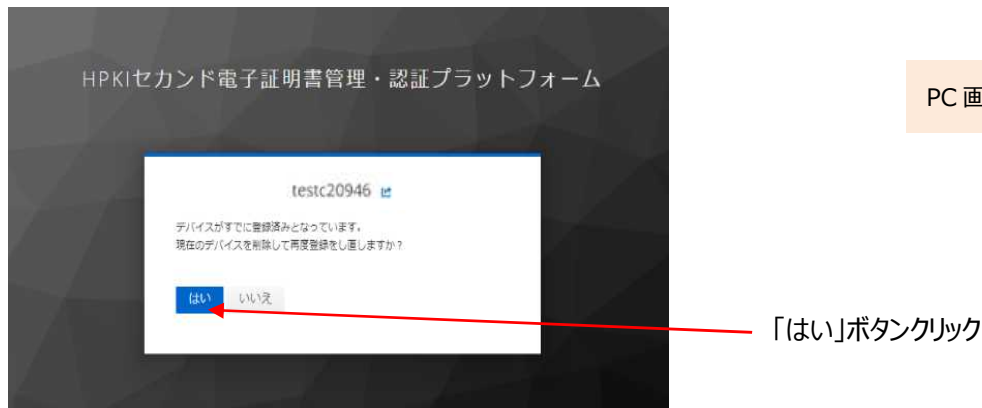 HPKIセカンド電子証明書管理・認証プラットフォーム
PC 画
testc20946
デバイスがすでに登録済みとなっています。
現在のデバイスを削除して再度登録をし直しますか？
はい いいえ
「はい」ボタンクリック